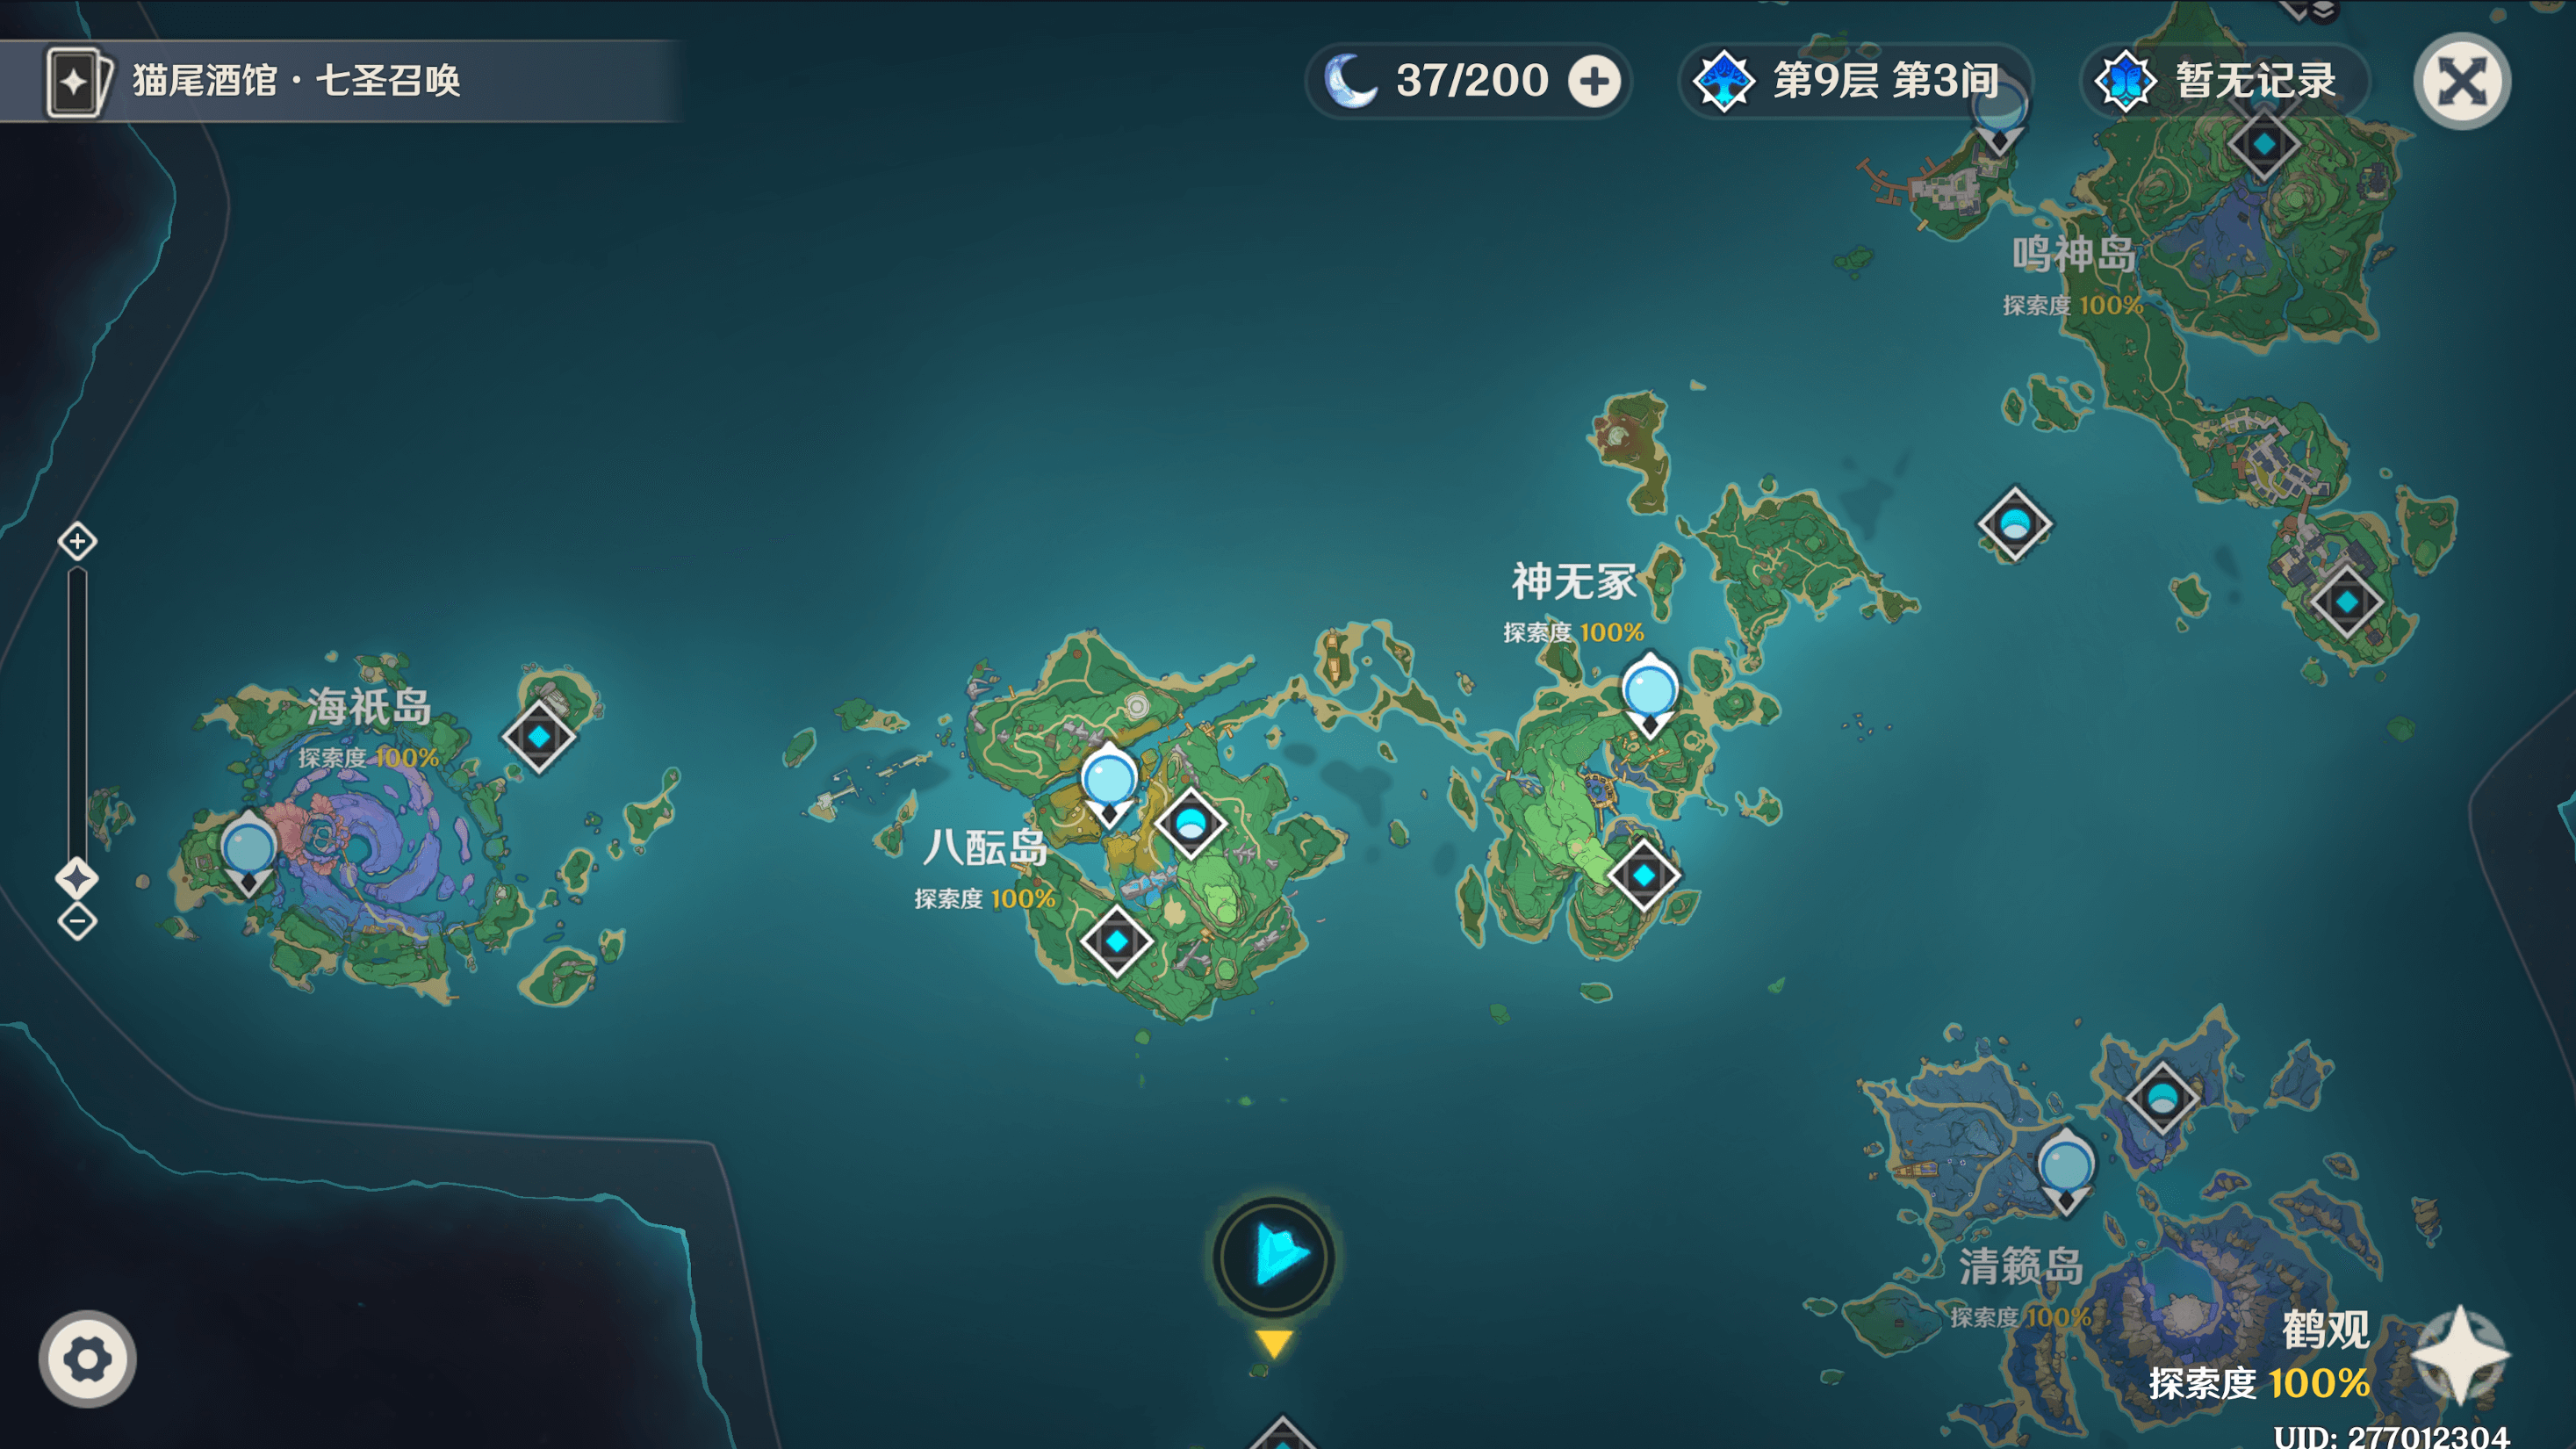 猫尾酒馆·七圣召唤
37/200
第9层 第3间
暂无记录
鸣神岛
探索度 100%
神无冢
探索度 100%
海祇岛
探索度 100%
八酝岛
探索度 100%
清籁岛
探索度 100%
鹤观
探索度 100%
UID: 277012304